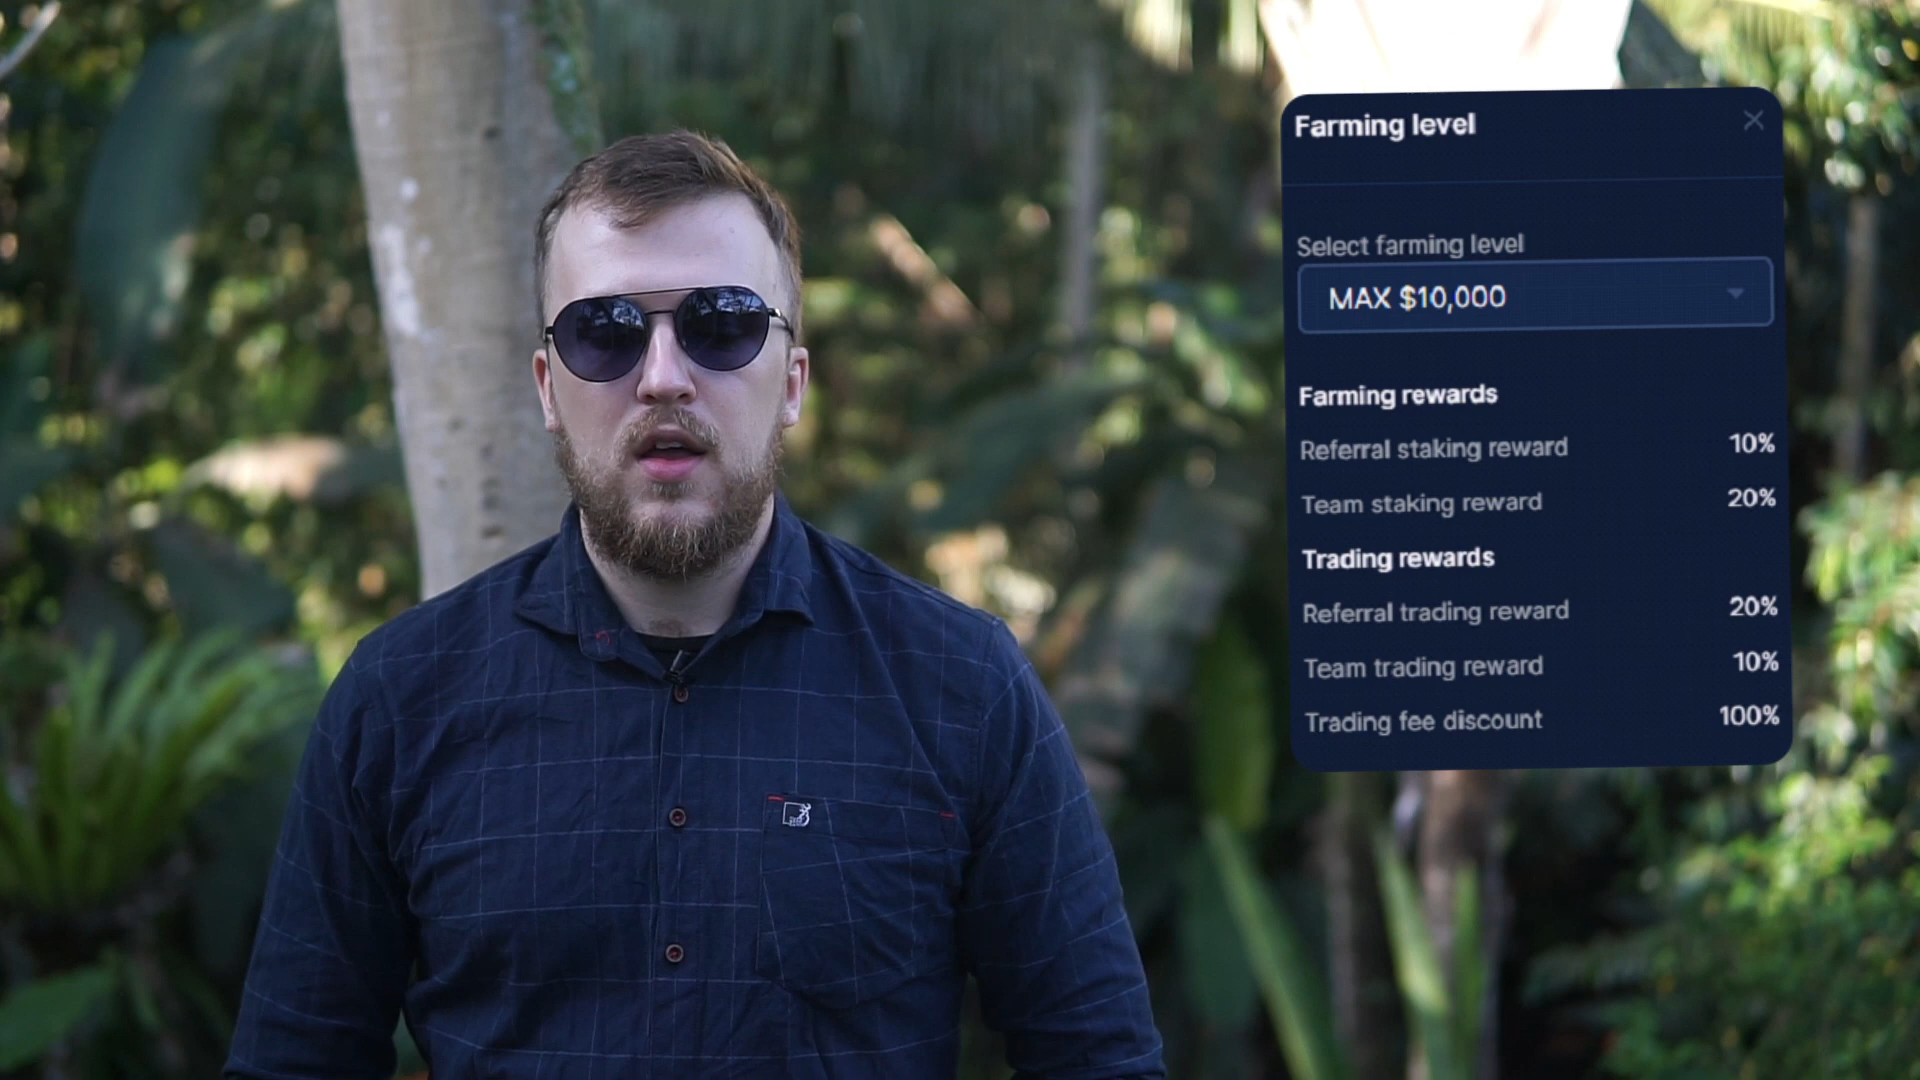 Farming level
Select farming level
MAX $10,000
Farming rewards
Referral staking reward 10%
Team staking reward 20%
Trading rewards
Referral trading reward 20%
Team trading reward 10%
Trading fee discount 100%